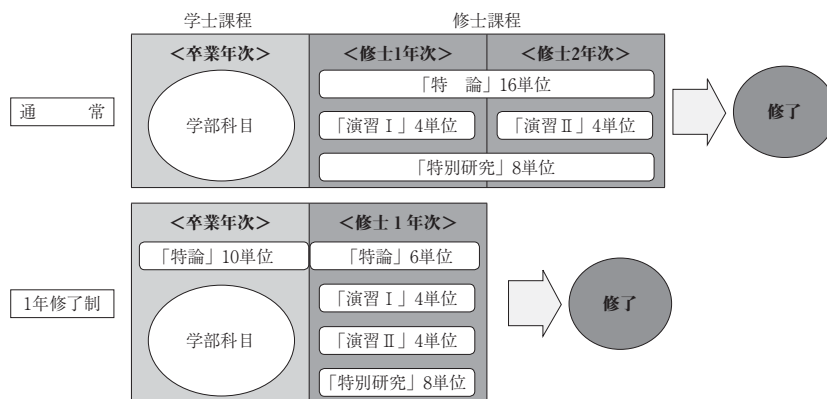 学士課程 修士課程
＜卒業年次＞ ＜修士1年次＞ ＜修士2年次＞
「特　論」16単位
通　　常 学部科目 「演習Ⅰ」4単位 「演習Ⅱ」4単位 修了
「特別研究」8単位
＜卒業年次＞ ＜修士１年次＞
「特論」10単位 「特論」6単位
1年修了制 「演習Ⅰ」4単位 修了
学部科目 「演習Ⅱ」4単位
「特別研究」8単位